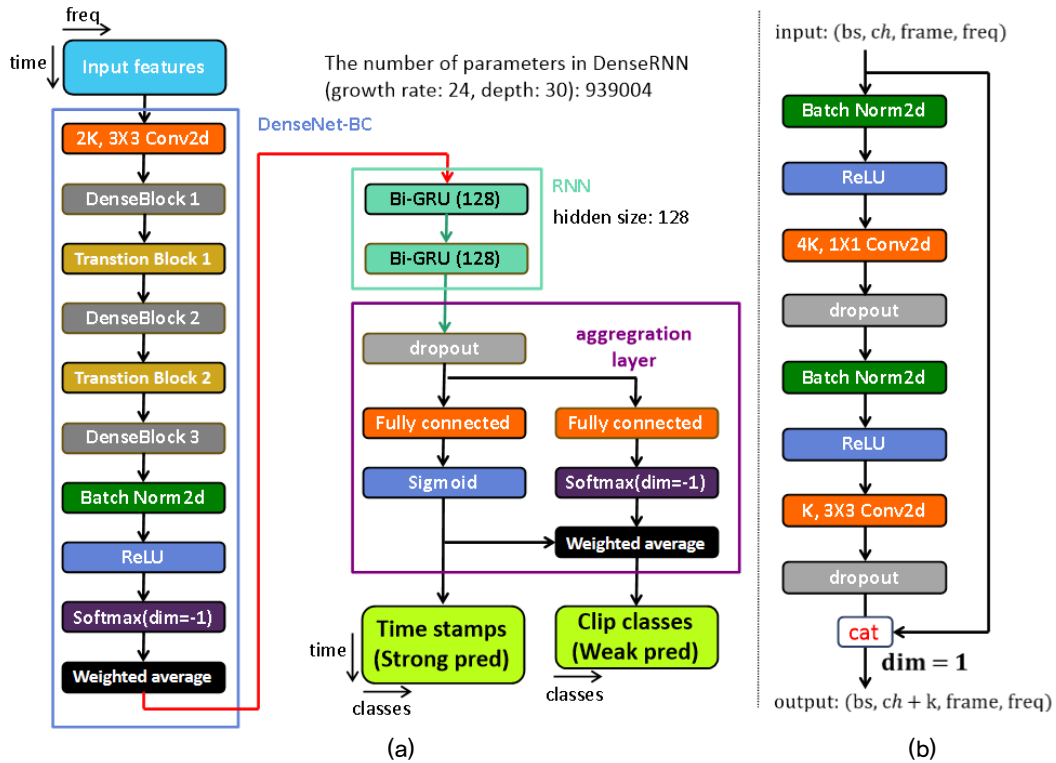 freq
time
Input features
The number of parameters in DenseRNN
(growth rate: 24, depth: 30): 939004
DenseNet-BC
2K, 3X3 Conv2d
DenseBlock 1
Transtion Block 1
DenseBlock 2
Transtion Block 2
DenseBlock 3
Batch Norm2d
ReLU
Softmax(dim=-1)
Weighted average
RNN
Bi-GRU (128)
hidden size: 128
Bi-GRU (128)
aggregration
layer
dropout
Fully connected
Fully connected
Sigmoid
Softmax(dim=-1)
Weighted average
Time stamps
(Strong pred)
Clip classes
(Weak pred)
time
classes
classes
(a)
input: (bs, ch, frame, freq)
Batch Norm2d
ReLU
4K, 1X1 Conv2d
dropout
Batch Norm2d
ReLU
K, 3X3 Conv2d
dropout
cat
dim = 1
output: (bs, ch + k, frame, freq)
(b)